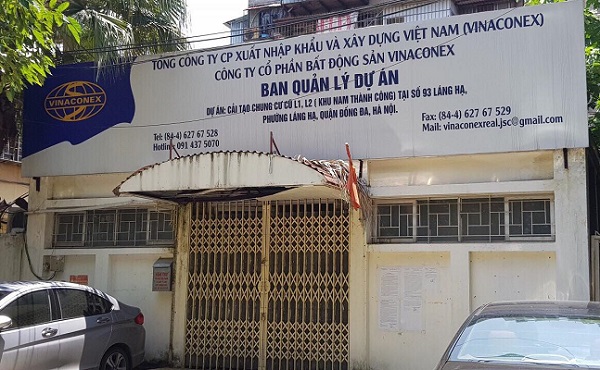 TỔNG CÔNG TY CP XUẤT NHẬP KHẨU VÀ XÂY DỰNG VIỆT NAM (VINACONEX)
CÔNG TY CỔ PHẦN BẤT ĐỘNG SẢN VINACONEX
BAN QUẢN LÝ DỰ ÁN
DỰ ÁN: CẢI TẠO CHUNG CƯ CŨ L1, L2 ( KHU NAM THÀNH CÔNG) TẠI SỐ 93 LÁNG HẠ,
PHƯỜNG LÁNG HẠ, QUẬN ĐỐNG ĐA, HÀ NỘI.
VINACONEX
Tel: (84-4) 627 67 528
Hotline: 091 437 5070
Fax: (84-4) 627 67 529
Mail: vinaconexreal.jsc@gmail.com